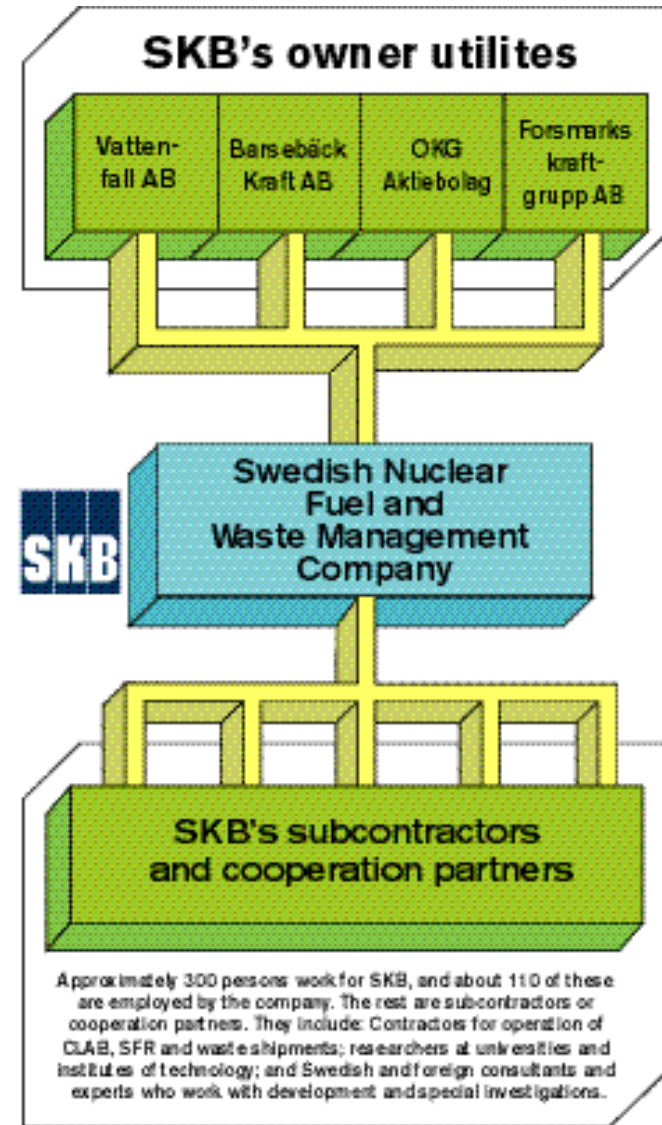 SKB's owner utilites
Vatten-
fall AB
Barsebäck
Kraft AB
OKG
Aktiebolag
Forsmarks
kraft-
grupp AB
SKB
Swedish Nuclear
Fuel and
Waste Management
Company
SKB's subcontractors
and cooperation partners
Approximately 300 persons work for SKB, and about 110 of these
are employed by the company. The rest are subcontractors or
cooperation partners. They include: Contractors for operation of
CLAB, SFR and waste shipments; researchers at universities and
institutes of technology; and Swedish and foreign consultants and
experts who work with development and special investigations.